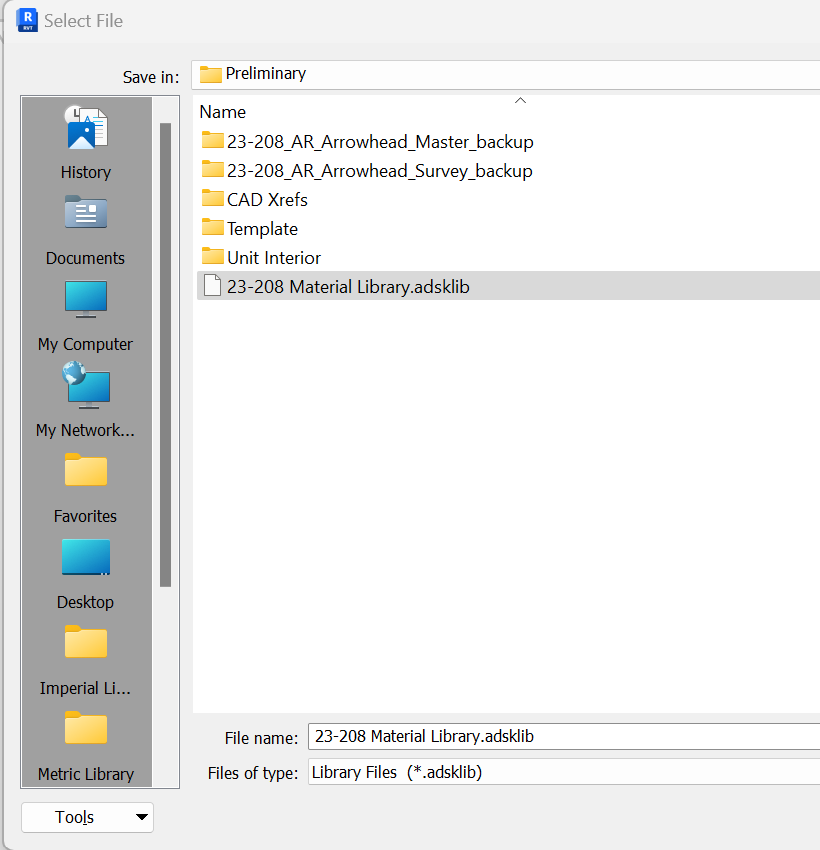 R
RVT
Select File
Save in:
Preliminary
Name
23-208_AR_Arrowhead_Master_backup
23-208_AR_Arrowhead_Survey_backup
CAD Xrefs
Template
Unit Interior
23-208 Material Library.adsklib
History
Documents
My Computer
My Network...
Favorites
Desktop
Imperial Li...
Metric Library
File name:
23-208 Material Library.adsklib
Files of type:
Library Files (*.adsklib)
Tools